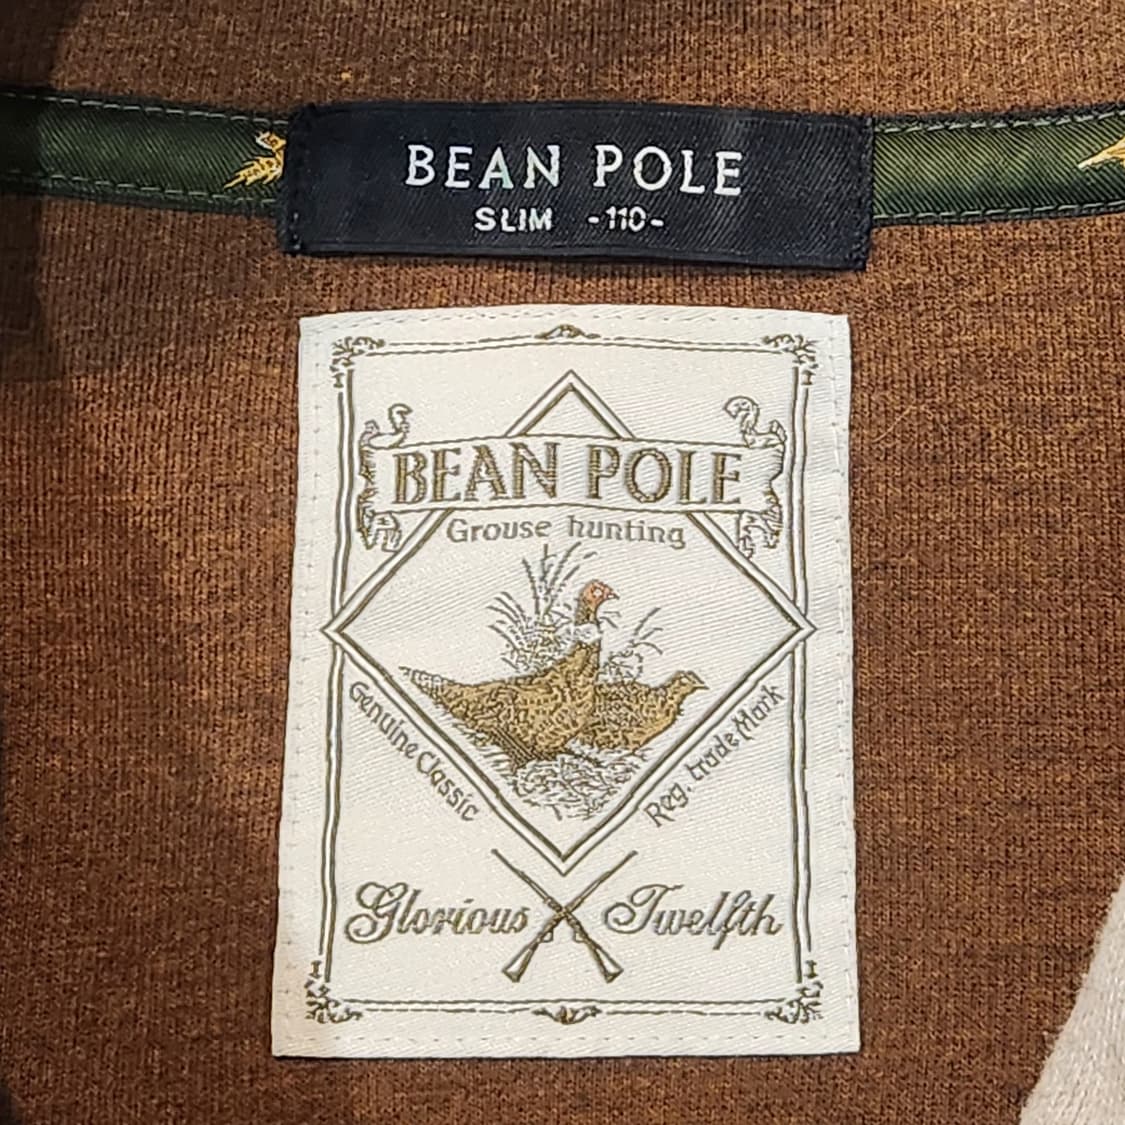 BEAN POLE
SLIM -110-
BEAN POLE
Grouse hunting
Genuine Classic
Reg. trade Mark
Glorious Twelfth